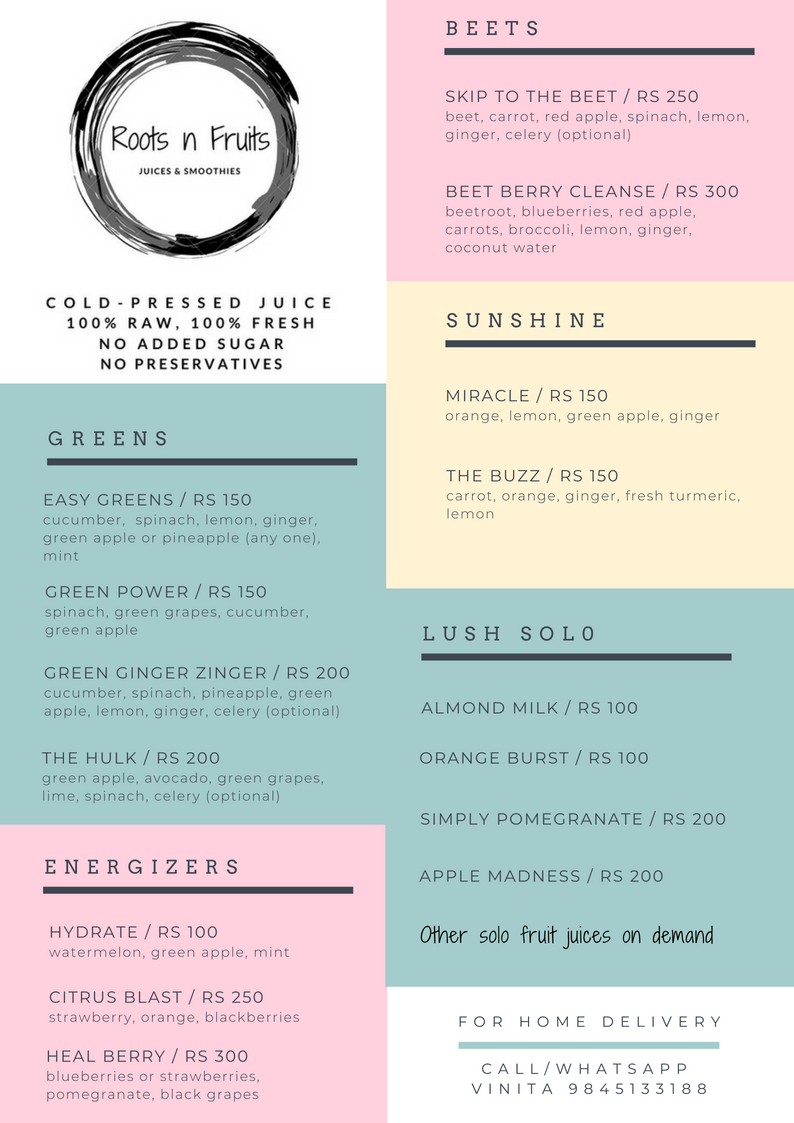 Roots n Fruits
JUICES & SMOOTHIES
COLD-PRESSED JUICE
100% RAW, 100% FRESH
NO ADDED SUGAR
NO PRESERVATIVES
GREENS
EASY GREENS / RS 150
cucumber, spinach, lemon, ginger,
green apple or pineapple (any one),
mint
GREEN POWER / RS 150
spinach, green grapes, cucumber,
green apple
GREEN GINGER ZINGER / RS 200
cucumber, spinach, pineapple, green
apple, lemon, ginger, celery (optional)
THE HULK / RS 200
green apple, avocado, green grapes,
lime, spinach, celery (optional)
ENERGIZERS
HYDRATE / RS 100
watermelon, green apple, mint
CITRUS BLAST / RS 250
strawberry, orange, blackberries
HEAL BERRY / RS 300
blueberries or strawberries,
pomegranate, black grapes
BEETS
SKIP TO THE BEET / RS 250
beet, carrot, red apple, spinach, lemon,
ginger, celery (optional)
BEET BERRY CLEANSE / RS 300
beetroot, blueberries, red apple,
carrots, broccoli, lemon, ginger,
coconut water
SUNSHINE
MIRACLE / RS 150
orange, lemon, green apple, ginger
THE BUZZ / RS 150
carrot, orange, ginger, fresh turmeric,
lemon
LUSH SOL0
ALMOND MILK / RS 100
ORANGE BURST / RS 100
SIMPLY POMEGRANATE / RS 200
APPLE MADNESS / RS 200
Other solo fruit juices on demand
FOR HOME DELIVERY
CALL/WHATSAPP
VINITA 9845133188